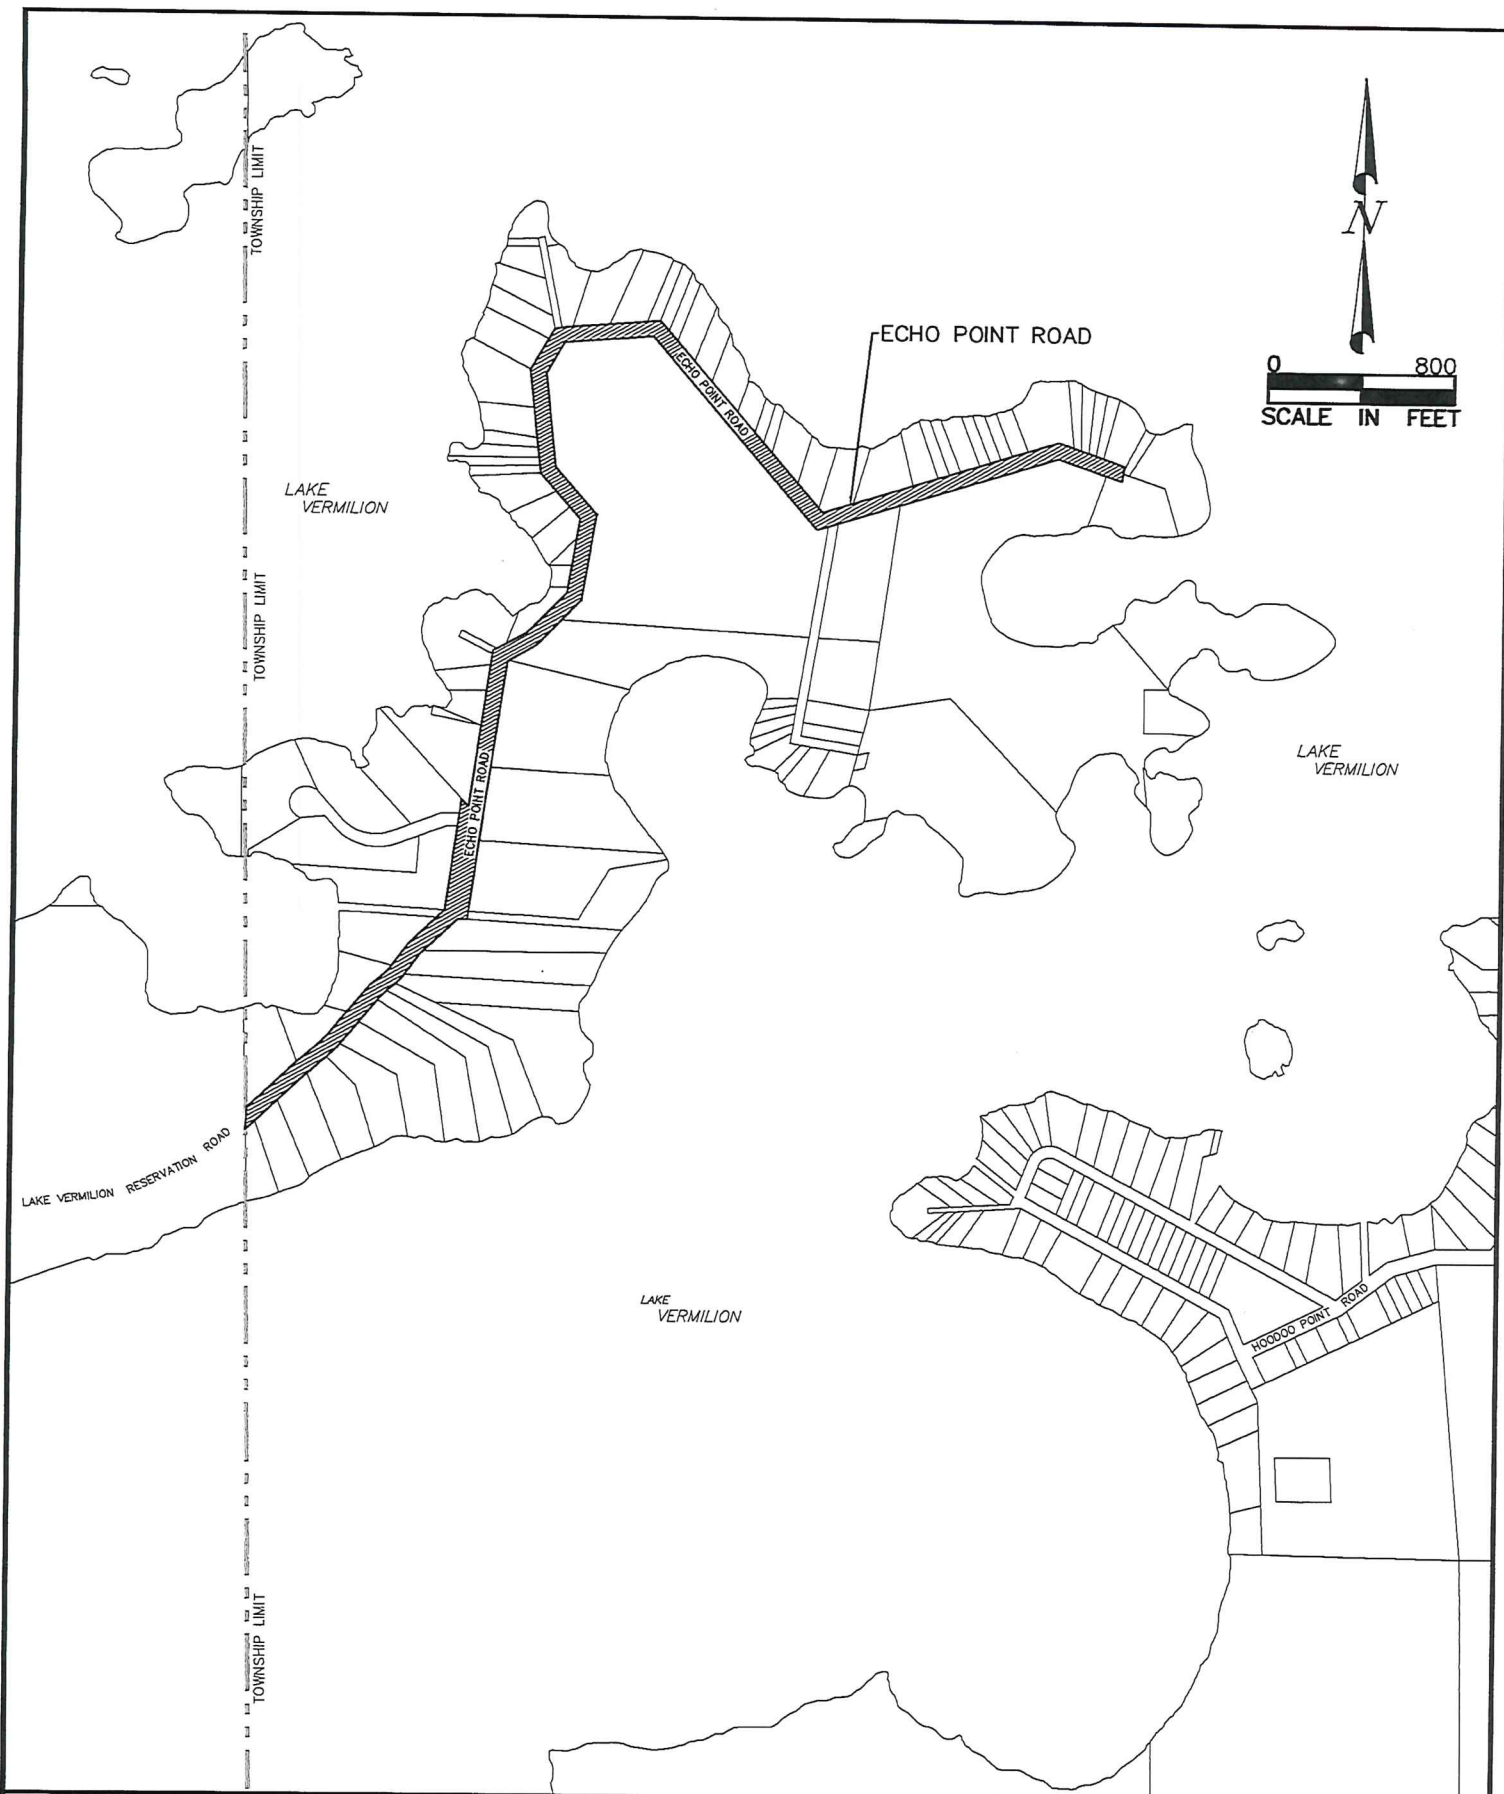 TOWNSHIP LIMIT
N
ECHO POINT ROAD
0 800
SCALE IN FEET
ECHO POINT ROAD
LAKE
VERMILION
TOWNSHIP LIMIT
LAKE
VERMILION
ECHO POINT ROAD
LAKE VERMILION RESERVATION ROAD
LAKE
VERMILION
HOODOO POINT ROAD
TOWNSHIP LIMIT